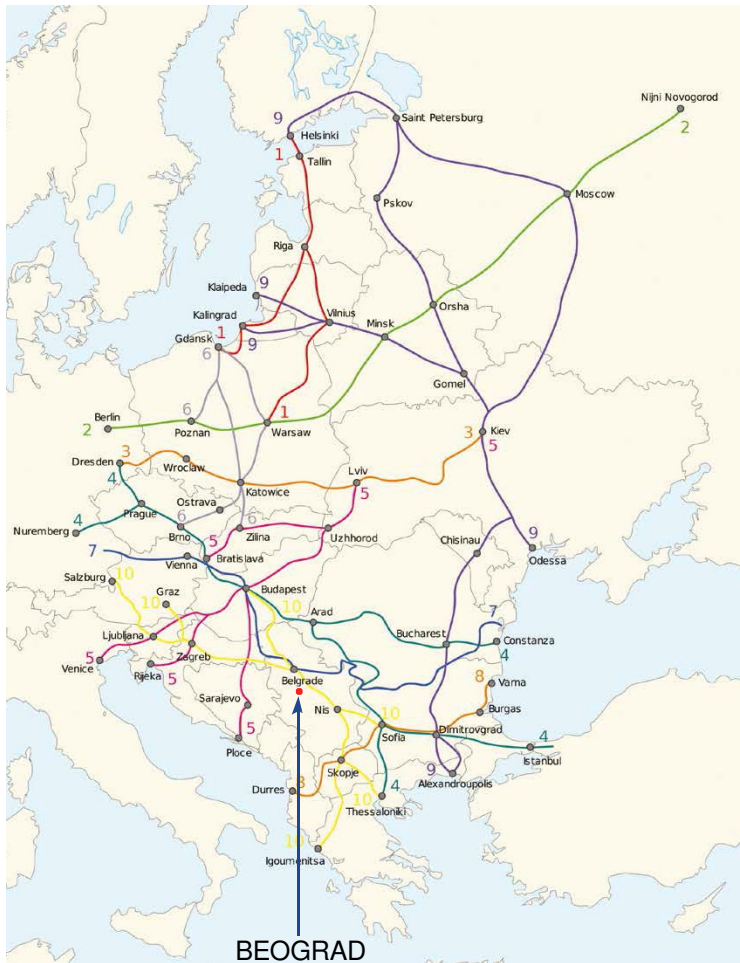 Nijni Novogorod
2
9
Saint Petersburg
Helsinki
1
Tallin
Moscow
Pskov
Riga
Klaipeda
9
Orsha
Kalingrad
1
Vilnius
Minsk
Gdansk
6
9
Gomel
6
1
Berlin
2
Poznan
Warsaw
3
Kiev
5
Dresden
3
4
Wroclaw
Lviv
Katowice
5
Ostrava
Prague
4
6
6
Nuremberg
Brno
Zilina
Uzhhorod
9
Chisinau
Odessa
7
5
Bratislava
Vienna
Salzburg
10
Graz
10
Budapest
10
Arad
7
Ljubljana
Bucharest
Constanza
4
Zagreb
Venice
5
Rijeka
5
Belgrade
8
Varna
Sarajevo
Nis
10
Burgas
5
Sofia
Dimitrovgrad
4
Ploce
Istanbul
Skopje
9
Alexandroupolis
Durres
8
10
4
Thessaloniki
10
Igoumenitsa
BEOGRAD